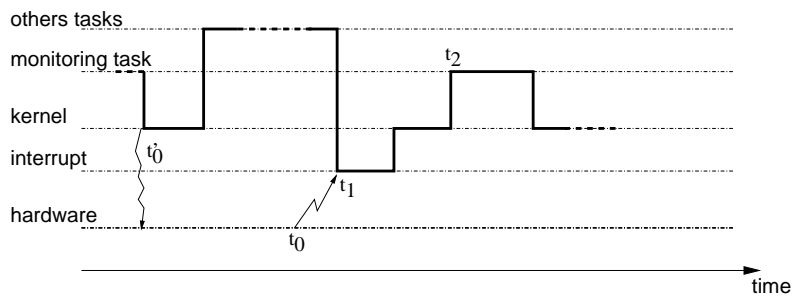 others tasks
monitoring task
t2
kernel
t'0
interrupt
t1
hardware
t0
time